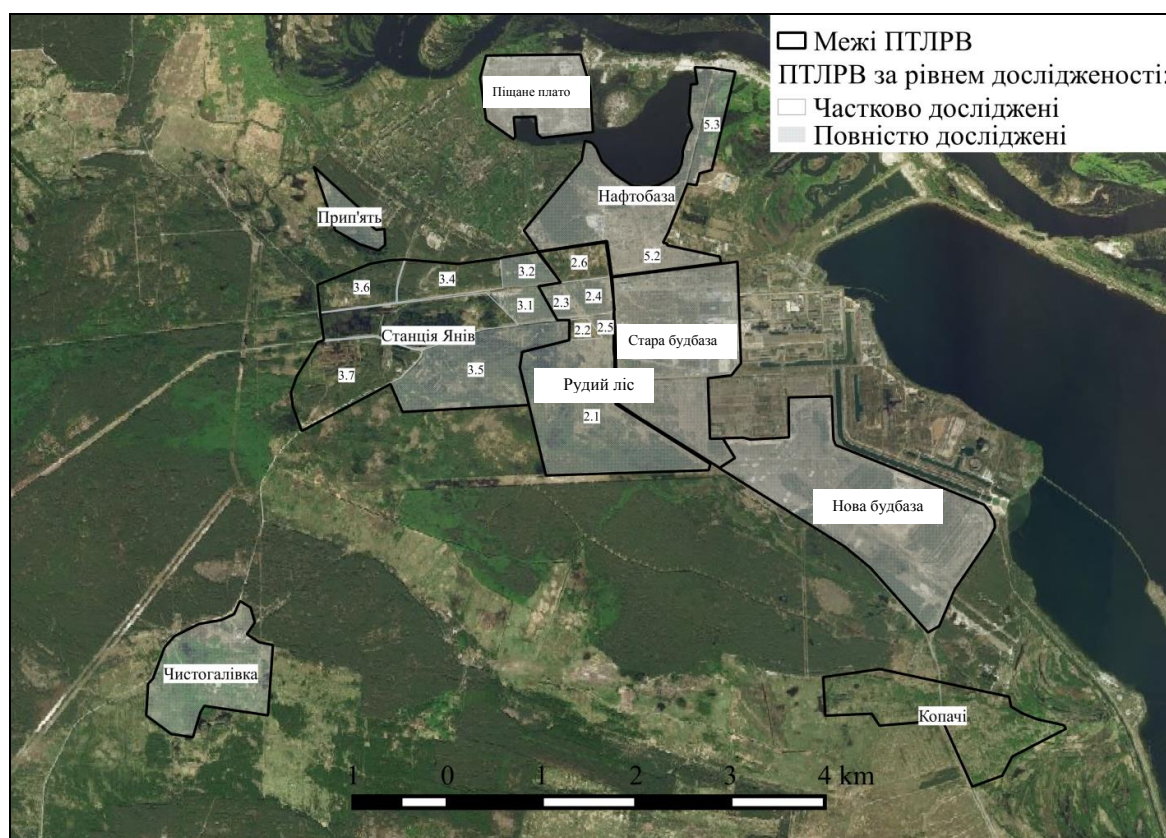 Межі ПТЛРВ
ПТЛРВ за рівнем дослідженості:
Частково досліджені
Повністю досліджені
Піщане плато
5.3
Нафтобаза
Прип'ять
5.2
2.6
3.2
3.4
3.6
2.4
2.3
3.1
2.5
2.2
Станція Янів
Стара будбаза
3.7
3.5
Рудий ліс
2.1
Нова будбаза
Чистогалівка
Копачі
1 0 1 2 3 4 km